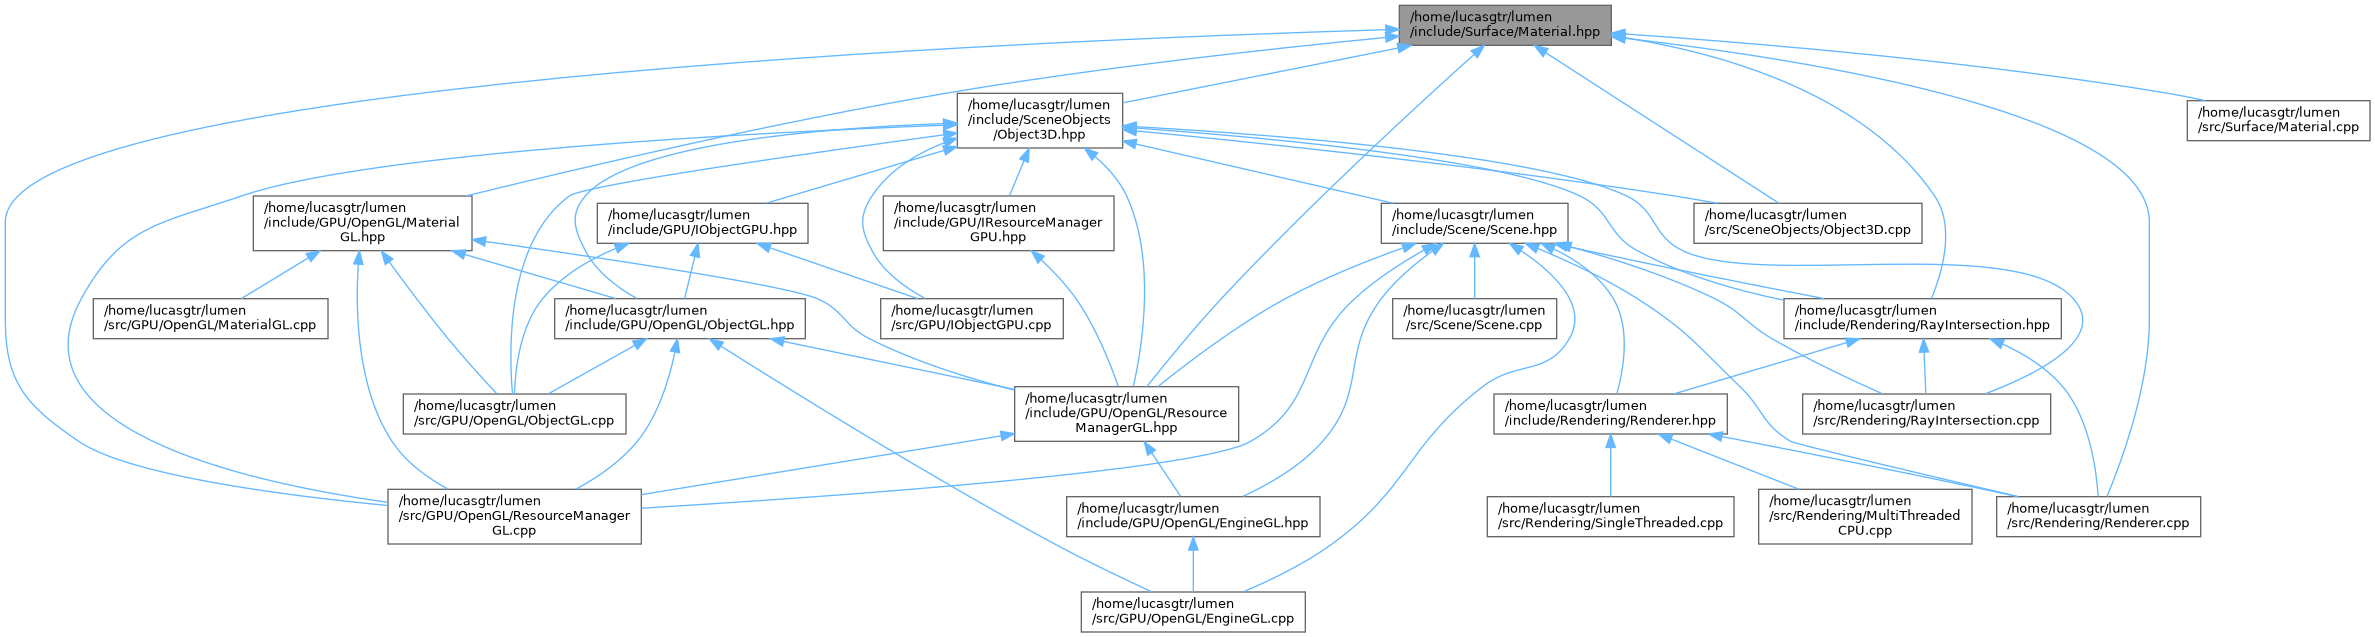 /home/lucasgtr/lumen
/include/Surface/Material.hpp
/home/lucasgtr/lumen
/include/SceneObjects
/Object3D.hpp
/home/lucasgtr/lumen
/src/Surface/Material.cpp
/home/lucasgtr/lumen
/include/GPU/OpenGL/Material
GL.hpp
/home/lucasgtr/lumen
/include/GPU/IObjectGPU.hpp
/home/lucasgtr/lumen
/include/GPU/IResourceManager
GPU.hpp
/home/lucasgtr/lumen
/include/Scene/Scene.hpp
/home/lucasgtr/lumen
/src/SceneObjects/Object3D.cpp
/home/lucasgtr/lumen
/src/GPU/OpenGL/MaterialGL.cpp
/home/lucasgtr/lumen
/include/GPU/OpenGL/ObjectGL.hpp
/home/lucasgtr/lumen
/src/GPU/IObjectGPU.cpp
/home/lucasgtr/lumen
/src/Scene/Scene.cpp
/home/lucasgtr/lumen
/include/Rendering/RayIntersection.hpp
/home/lucasgtr/lumen
/src/GPU/OpenGL/ObjectGL.cpp
/home/lucasgtr/lumen
/include/GPU/OpenGL/Resource
ManagerGL.hpp
/home/lucasgtr/lumen
/include/Rendering/Renderer.hpp
/home/lucasgtr/lumen
/src/Rendering/RayIntersection.cpp
/home/lucasgtr/lumen
/src/GPU/OpenGL/ResourceManager
GL.cpp
/home/lucasgtr/lumen
/include/GPU/OpenGL/EngineGL.hpp
/home/lucasgtr/lumen
/src/Rendering/SingleThreaded.cpp
/home/lucasgtr/lumen
/src/Rendering/MultiThreaded
CPU.cpp
/home/lucasgtr/lumen
/src/Rendering/Renderer.cpp
/home/lucasgtr/lumen
/src/GPU/OpenGL/EngineGL.cpp